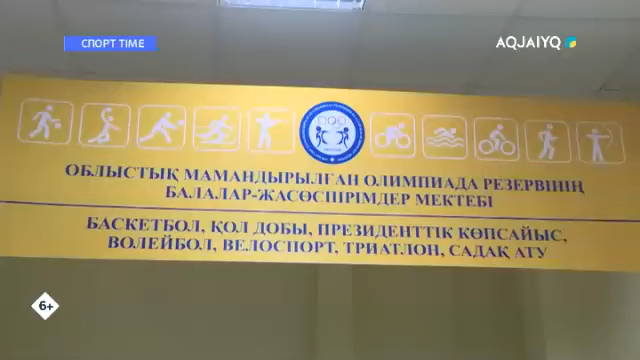 СПОРТ TIME
AQJAIYQ
ОБЛЫСТЫҚ МАМАНДЫРЫЛҒАН ОЛИМПИАДА РЕЗЕРВІНІҢ
БАЛАЛАР-ЖАСӨСПІРІМДЕР МЕКТЕБІ
БАСКЕТБОЛ, ҚОЛ ДОБЫ, ПРЕЗИДЕНТТІК КӨПСАЙЫС,
ВОЛЕЙБОЛ, ВЕЛОСПОРТ, ТРИАТЛОН, САДАҚ АТУ
6+